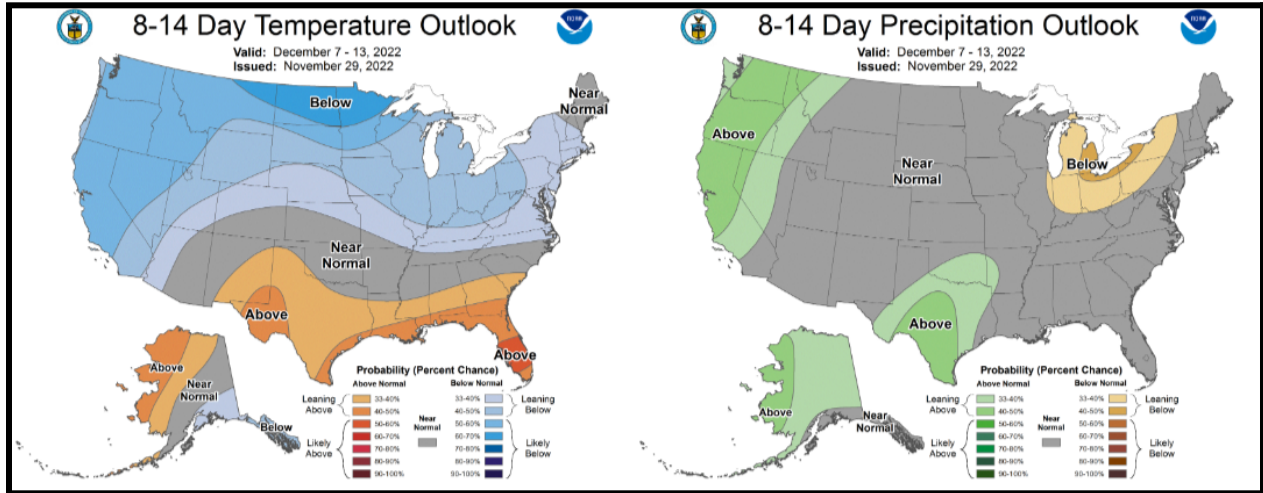 8-14 Day Temperature Outlook
Valid: December 7 - 13, 2022
Issued: November 29, 2022
Below
Near
Normal
Near
Normal
Above
Above
Above
Near
Normal
Below
Probability (Percent Chance)
Above Normal
Below Normal
Leaning
Above
33-40%
40-50%
Near
Normal
33-40%
40-50%
Leaning
Below
Likely
Above
50-60%
60-70%
70-80%
80-90%
90-100%
50-60%
60-70%
70-80%
80-90%
90-100%
Likely
Below
8-14 Day Precipitation Outlook
NOAA
Valid: December 7 - 13, 2022
Issued: November 29, 2022
Above
Near
Normal
Below
Above
Above
Near
Normal
Probability (Percent Chance)
Above Normal
Below Normal
Leaning
Above
33-40%
40-50%
Near
Normal
33-40%
40-50%
Leaning
Below
Likely
Above
50-60%
60-70%
70-80%
80-90%
90-100%
50-60%
60-70%
70-80%
80-90%
90-100%
Likely
Below